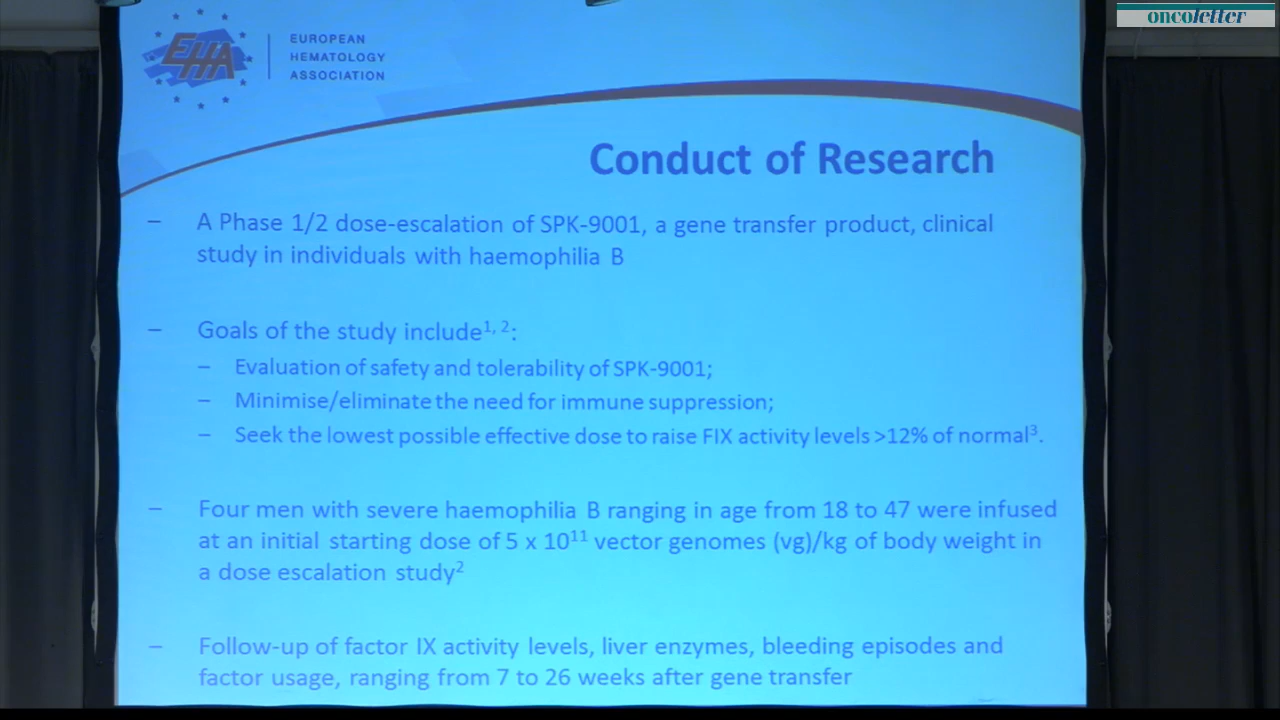 oncoletter
EHA
EUROPEAN
HEMATOLOGY
ASSOCIATION
Conduct of Research
– A Phase 1/2 dose-escalation of SPK-9001, a gene transfer product, clinical
study in individuals with haemophilia B
– Goals of the study include¹, ²:
– Evaluation of safety and tolerability of SPK-9001;
– Minimise/eliminate the need for immune suppression;
– Seek the lowest possible effective dose to raise FIX activity levels >12% of normal³.
– Four men with severe haemophilia B ranging in age from 18 to 47 were infused
at an initial starting dose of 5 x 10¹¹ vector genomes (vg)/kg of body weight in
a dose escalation study²
– Follow-up of factor IX activity levels, liver enzymes, bleeding episodes and
factor usage, ranging from 7 to 26 weeks after gene transfer